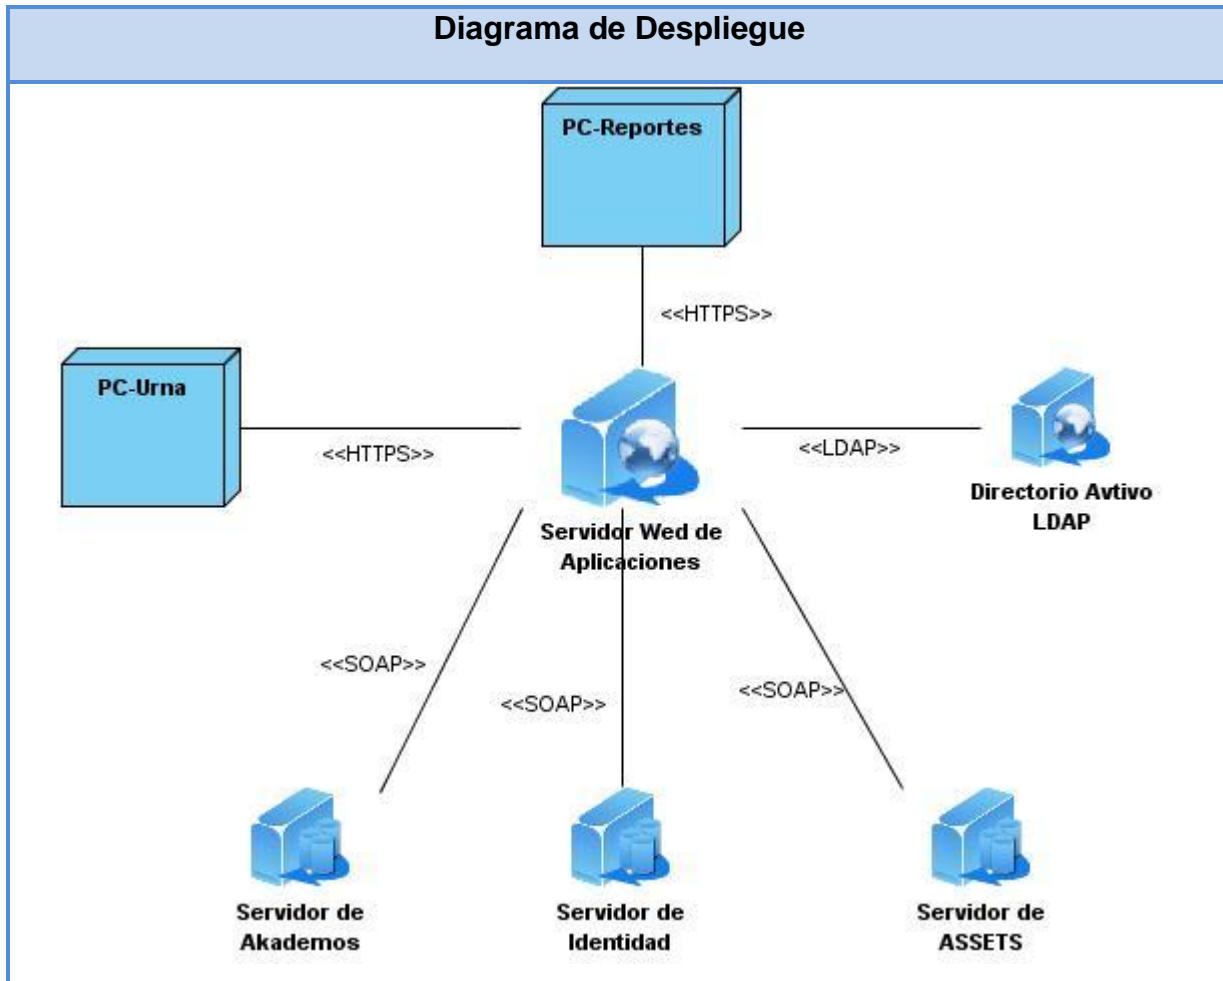 Diagrama de Despliegue
PC-Reportes
<<HTTPS>>
PC-Urna
<<HTTPS>>
<<LDAP>>
Directorio Avtivo
LDAP
Servidor Wed de
Aplicaciones
<<SOAP>>
<<SOAP>>
<<SOAP>>
Servidor de
Akademos
Servidor de
Identidad
Servidor de
ASSETS